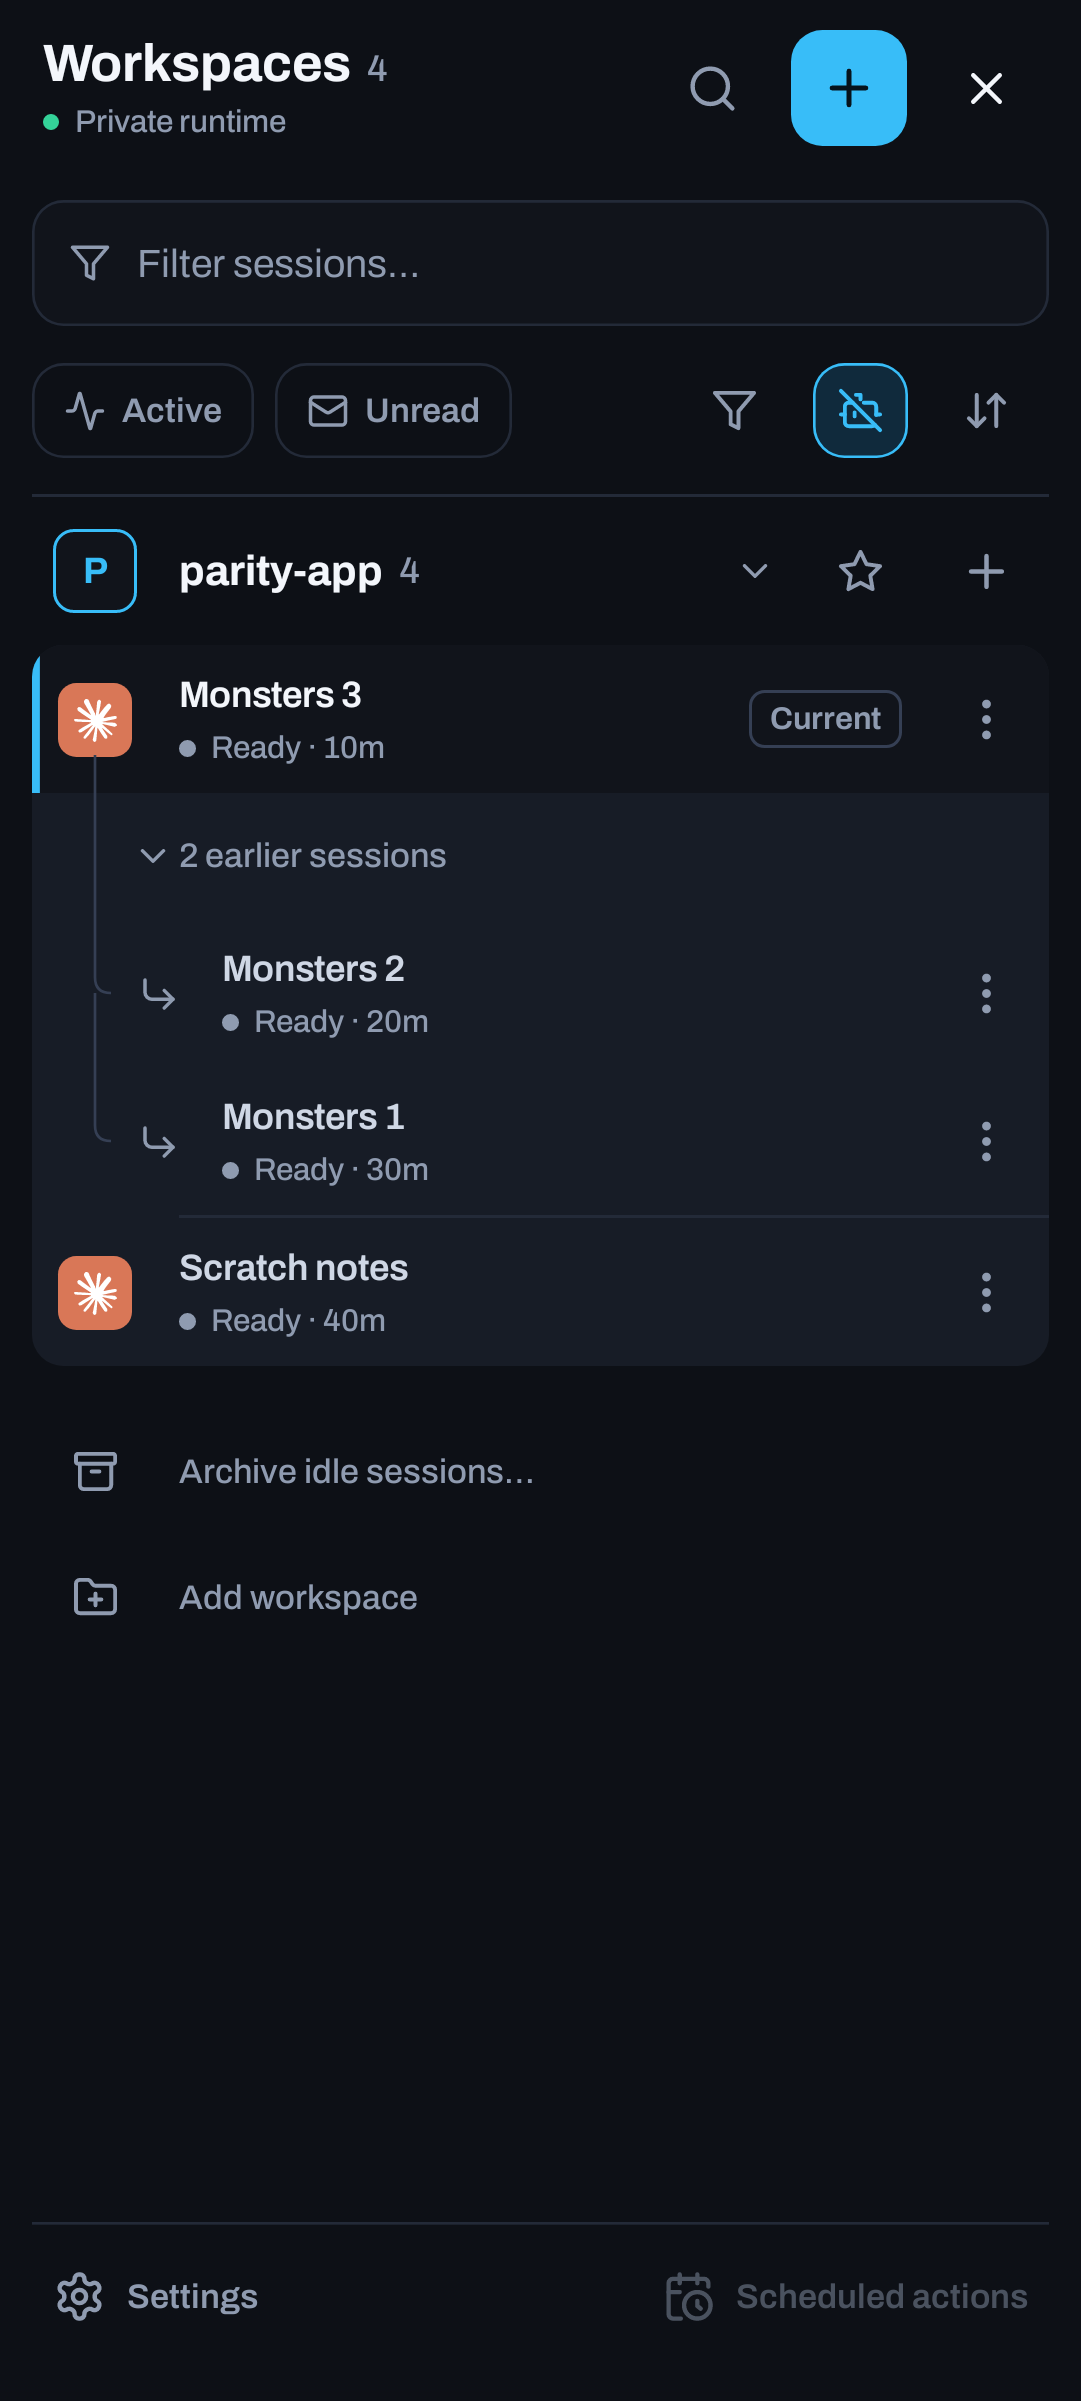 Workspaces 4
Private runtime
Filter sessions...
Active
Unread
P
parity-app 4
Monsters 3
Ready · 10m
Current
2 earlier sessions
Monsters 2
Ready · 20m
Monsters 1
Ready · 30m
Scratch notes
Ready · 40m
Archive idle sessions...
Add workspace
Settings
Scheduled actions